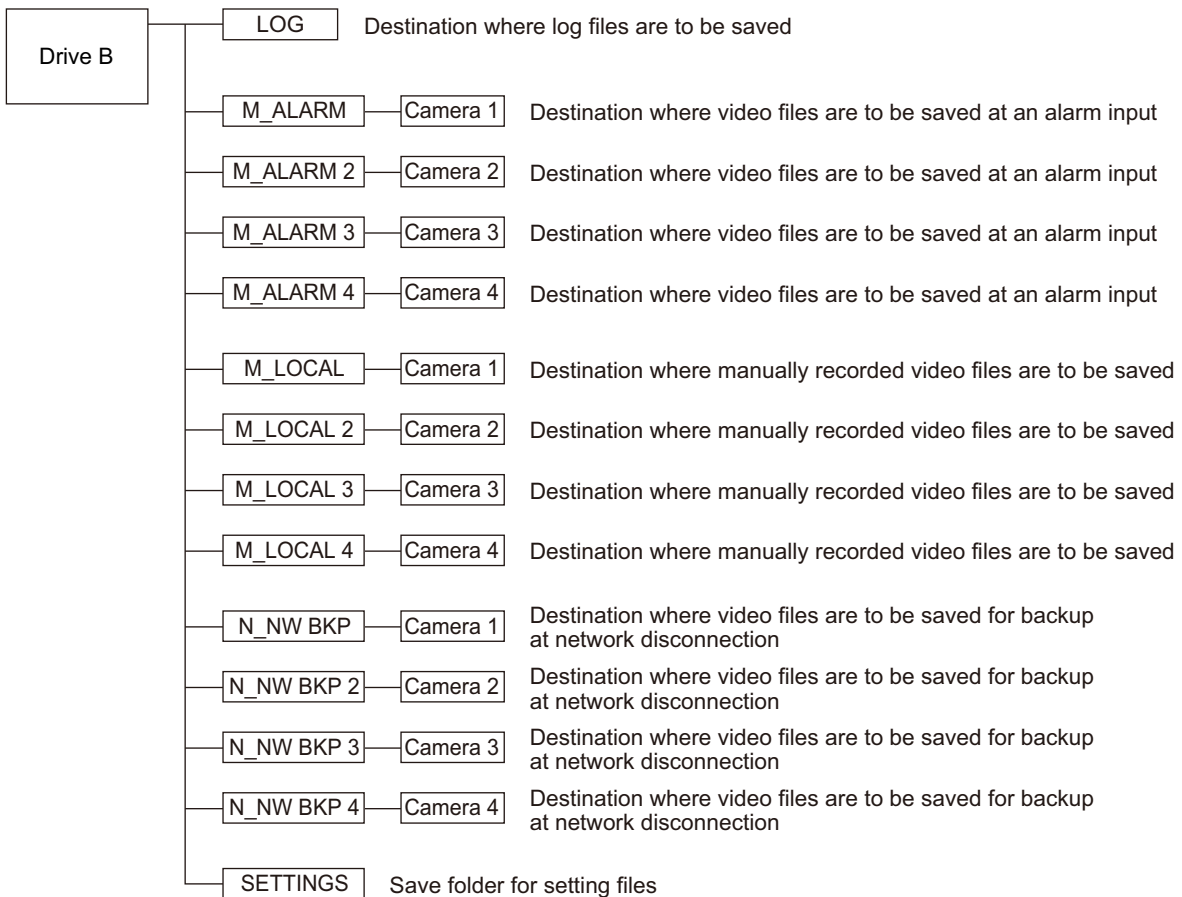 Drive B
LOG Destination where log files are to be saved
M_ALARM Camera 1 Destination where video files are to be saved at an alarm input
M_ALARM 2 Camera 2 Destination where video files are to be saved at an alarm input
M_ALARM 3 Camera 3 Destination where video files are to be saved at an alarm input
M_ALARM 4 Camera 4 Destination where video files are to be saved at an alarm input
M_LOCAL Camera 1 Destination where manually recorded video files are to be saved
M_LOCAL 2 Camera 2 Destination where manually recorded video files are to be saved
M_LOCAL 3 Camera 3 Destination where manually recorded video files are to be saved
M_LOCAL 4 Camera 4 Destination where manually recorded video files are to be saved
N_NW BKP Camera 1 Destination where video files are to be saved for backup
at network disconnection
N_NW BKP 2 Camera 2 Destination where video files are to be saved for backup
at network disconnection
N_NW BKP 3 Camera 3 Destination where video files are to be saved for backup
at network disconnection
N_NW BKP 4 Camera 4 Destination where video files are to be saved for backup
at network disconnection
SETTINGS Save folder for setting files